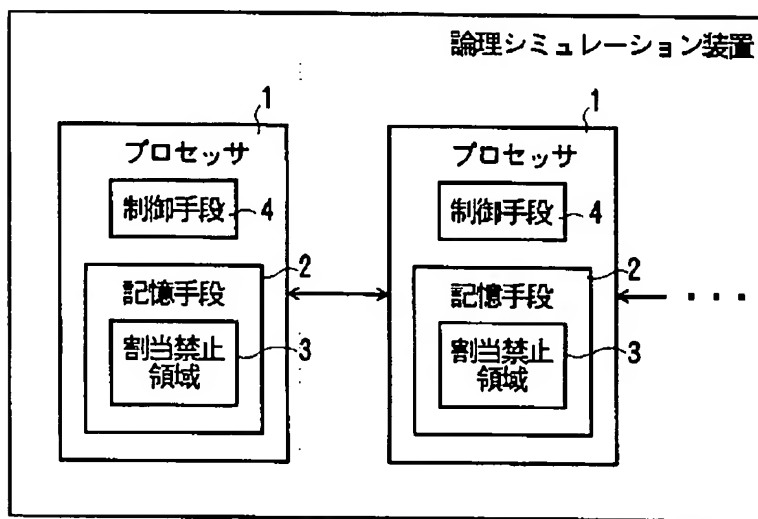 論理シミュレーション装置
1
プロセッサ
制御手段
4
2
記憶手段
割当禁止
領域
3
1
プロセッサ
制御手段
4
2
記憶手段
割当禁止
領域
3
・・・